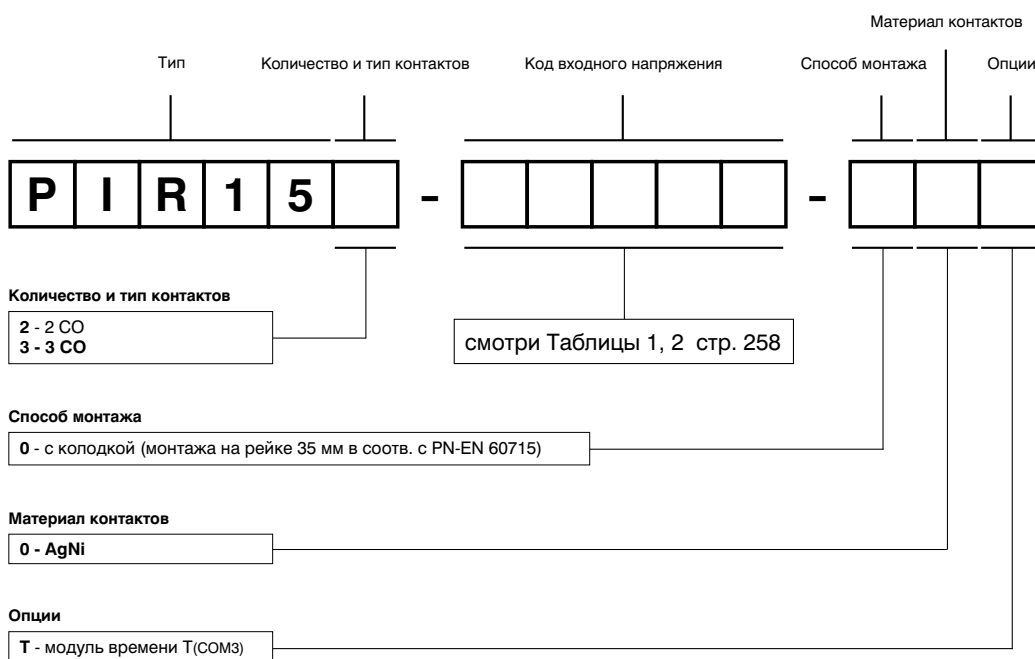 Материал контактов
Тип Количество и тип контактов Код входного напряжения Способ монтажа Опции
PIR15 - -
Количество и тип контактов
2 - 2 CO
3 - 3 CO
смотри Таблицы 1, 2 стр. 258
Способ монтажа
0 - с колодкой (монтажа на рейке 35 мм в соотв. с PN-EN 60715)
Материал контактов
0 - AgNi
Опции
T - модуль времени T(COM3)